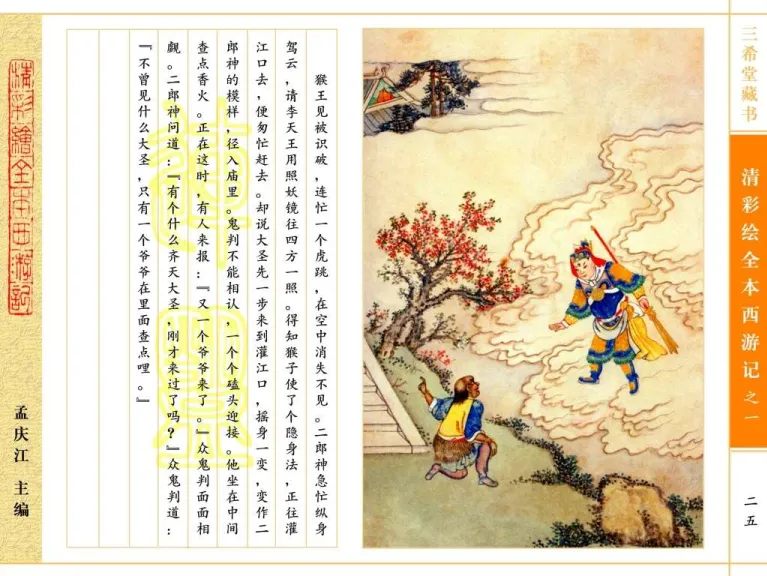 三希堂藏书
清彩绘全本西游记之一
二五
猴王见被识破，连忙一个虎跳，在空中消失不见。二郎神急忙纵身
驾云，请李天王用照妖镜往四方一照。得知猴子使了个隐身法，正往灌
江口去，便匆忙赶去。却说大圣先一步来到灌江口，摇身一变，变作二
郎神的模样，径入庙里。鬼判不能相认，一个个磕头迎接。他坐在中间
查点香火。正在这时，有人来报：『又一个爷爷来了。』众鬼判面面相
觑。二郎神问道：『有个什么齐天大圣，刚才来过了吗？』众鬼判道：
『不曾见什么大圣，只有一个爷爷在里面查点哩。』
清彩繪全本西游記
孟庆江 主编